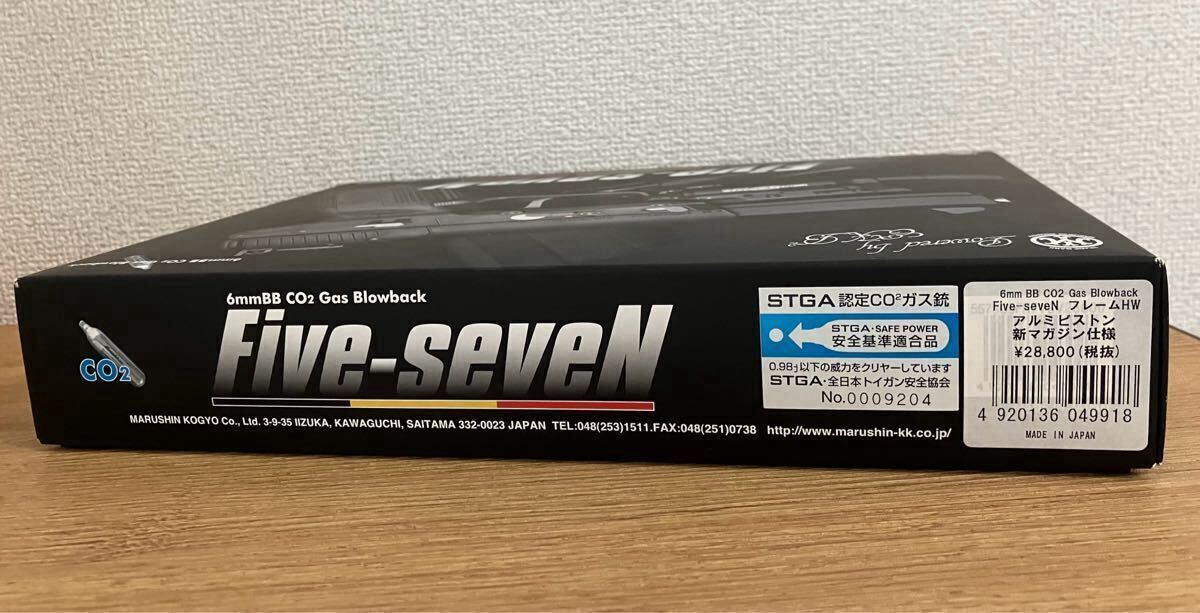 Powered by
6mmBB CO2
6mmBB CO2 Gas Blowback
Five-seveN
CO2
MARUSHIN KOGYO Co., Ltd. 3-9-35 IIZUKA, KAWAGUCHI, SAITAMA 332-0023 JAPAN TEL:048(253)1511.FAX:048(251)0738 http://www.marushin-kk.co.jp/
STGA 認定CO²ガス銃
STGA・SAFE POWER
安全基準適合品
0.98j以下の威力をクリヤーしています
STGA・全日本トイガン安全協会
No.0009204
6mm BB CO2 Gas Blowback
Five-seveN フレームHW
アルミピストン
新マガジン仕様
¥28,800(税抜)
4 920136 049918
MADE IN JAPAN